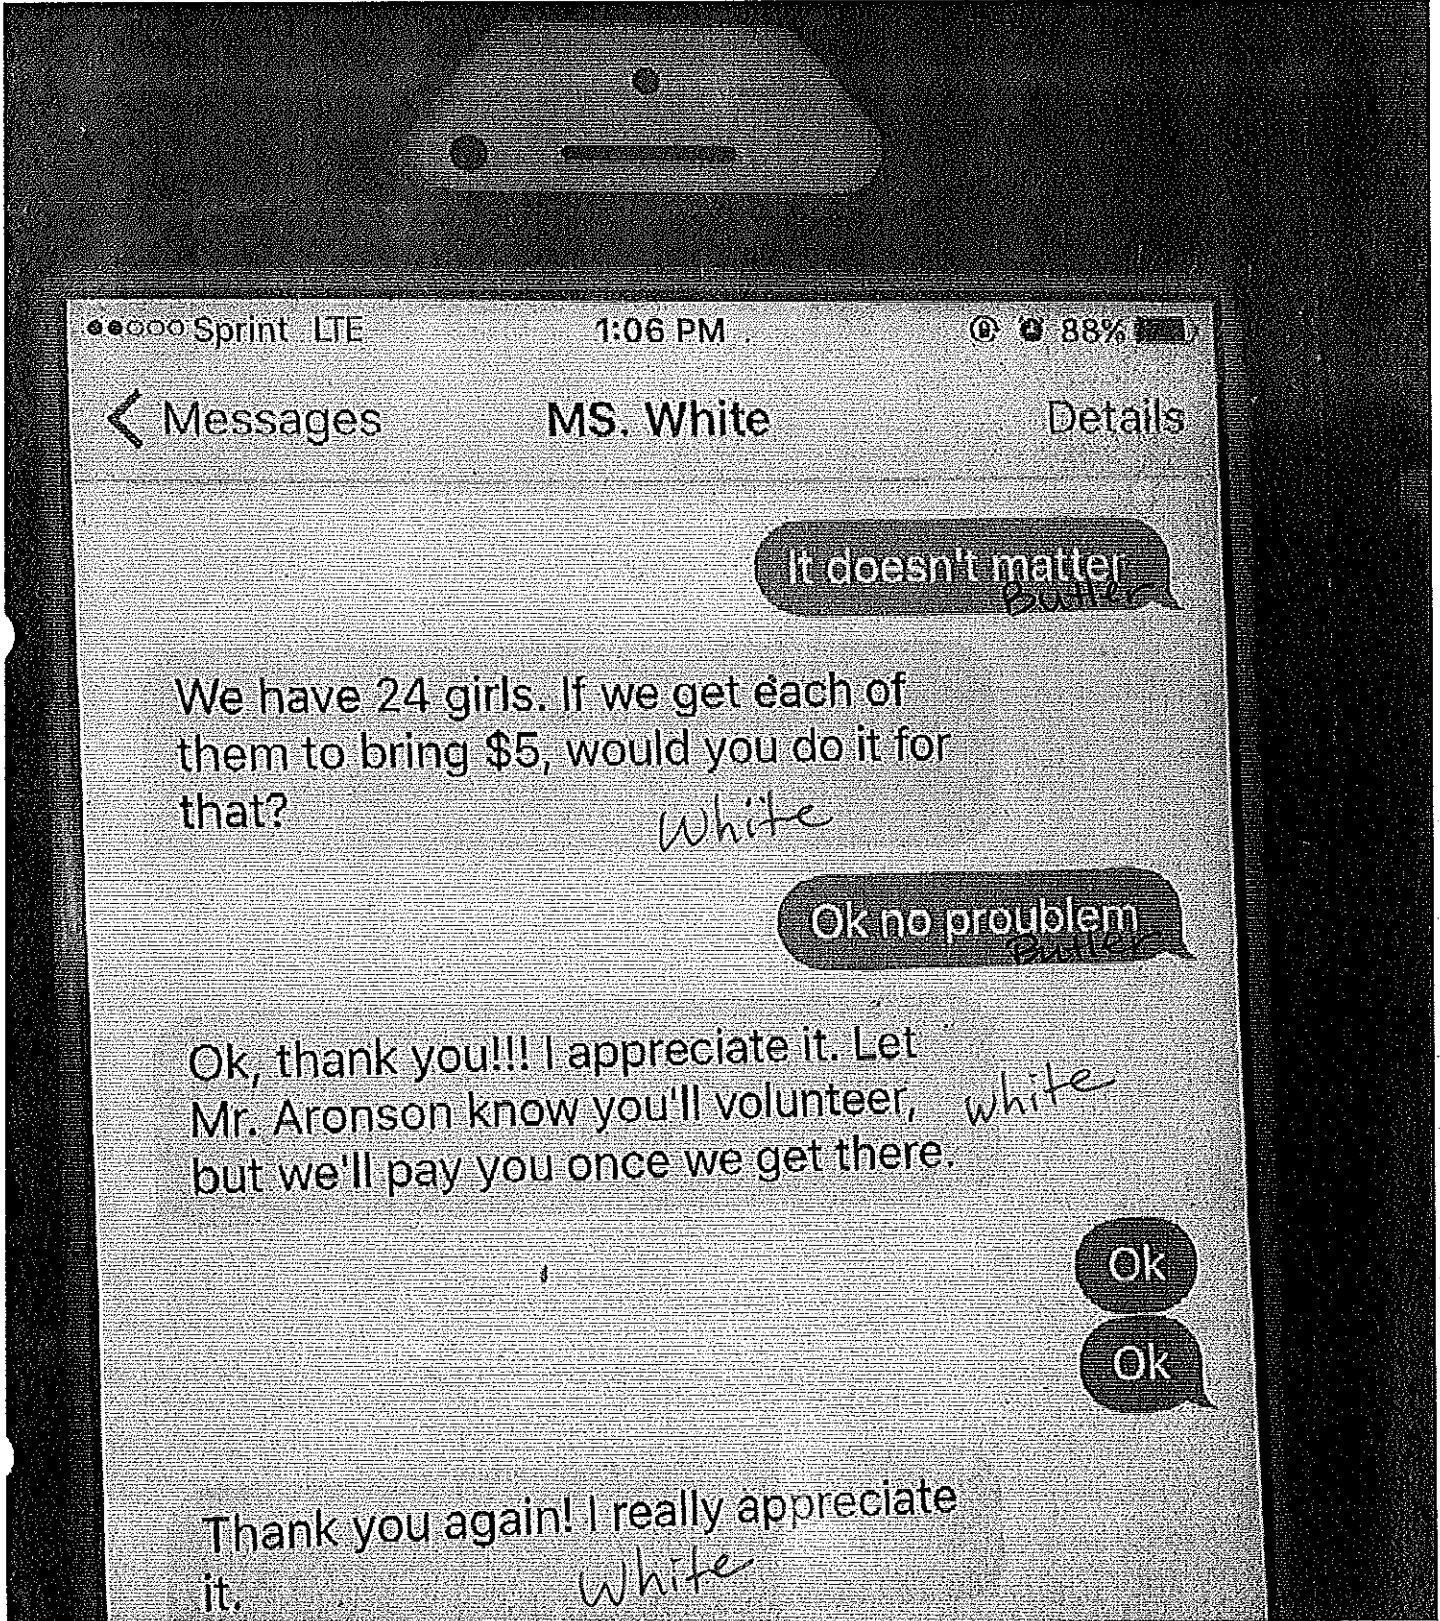 Sprint LTE 1:06 PM 88%
Messages MS. White Details
It doesn't matter
Butler
We have 24 girls. If we get each of
them to bring $5, would you do it for
that?
White
Ok no proublem
Butler
Ok, thank you!!! I appreciate it. Let
Mr. Aronson know you'll volunteer,
white
but we'll pay you once we get there.
Ok
Ok
Thank you again! I really appreciate
it.
White